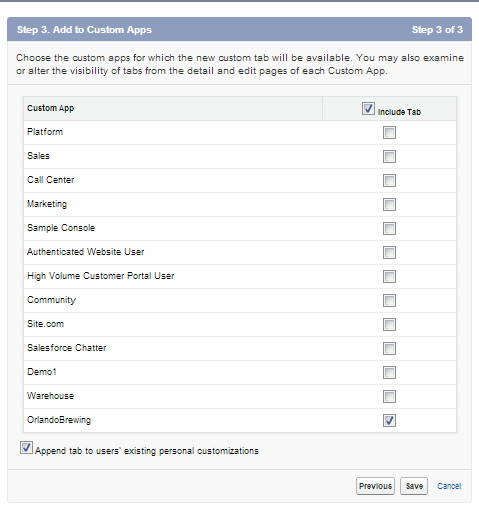 Step 3. Add to Custom Apps Step 3 of 3
Choose the custom apps for which the new custom tab will be available. You may also examine
or alter the visibility of tabs from the detail and edit pages of each Custom App.
Custom App Include Tab
Platform
Sales
Call Center
Marketing
Sample Console
Authenticated Website User
High Volume Customer Portal User
Community
Site.com
Salesforce Chatter
Demo1
Warehouse
OrlandoBrewing
Append tab to users' existing personal customizations
Previous Save Cancel